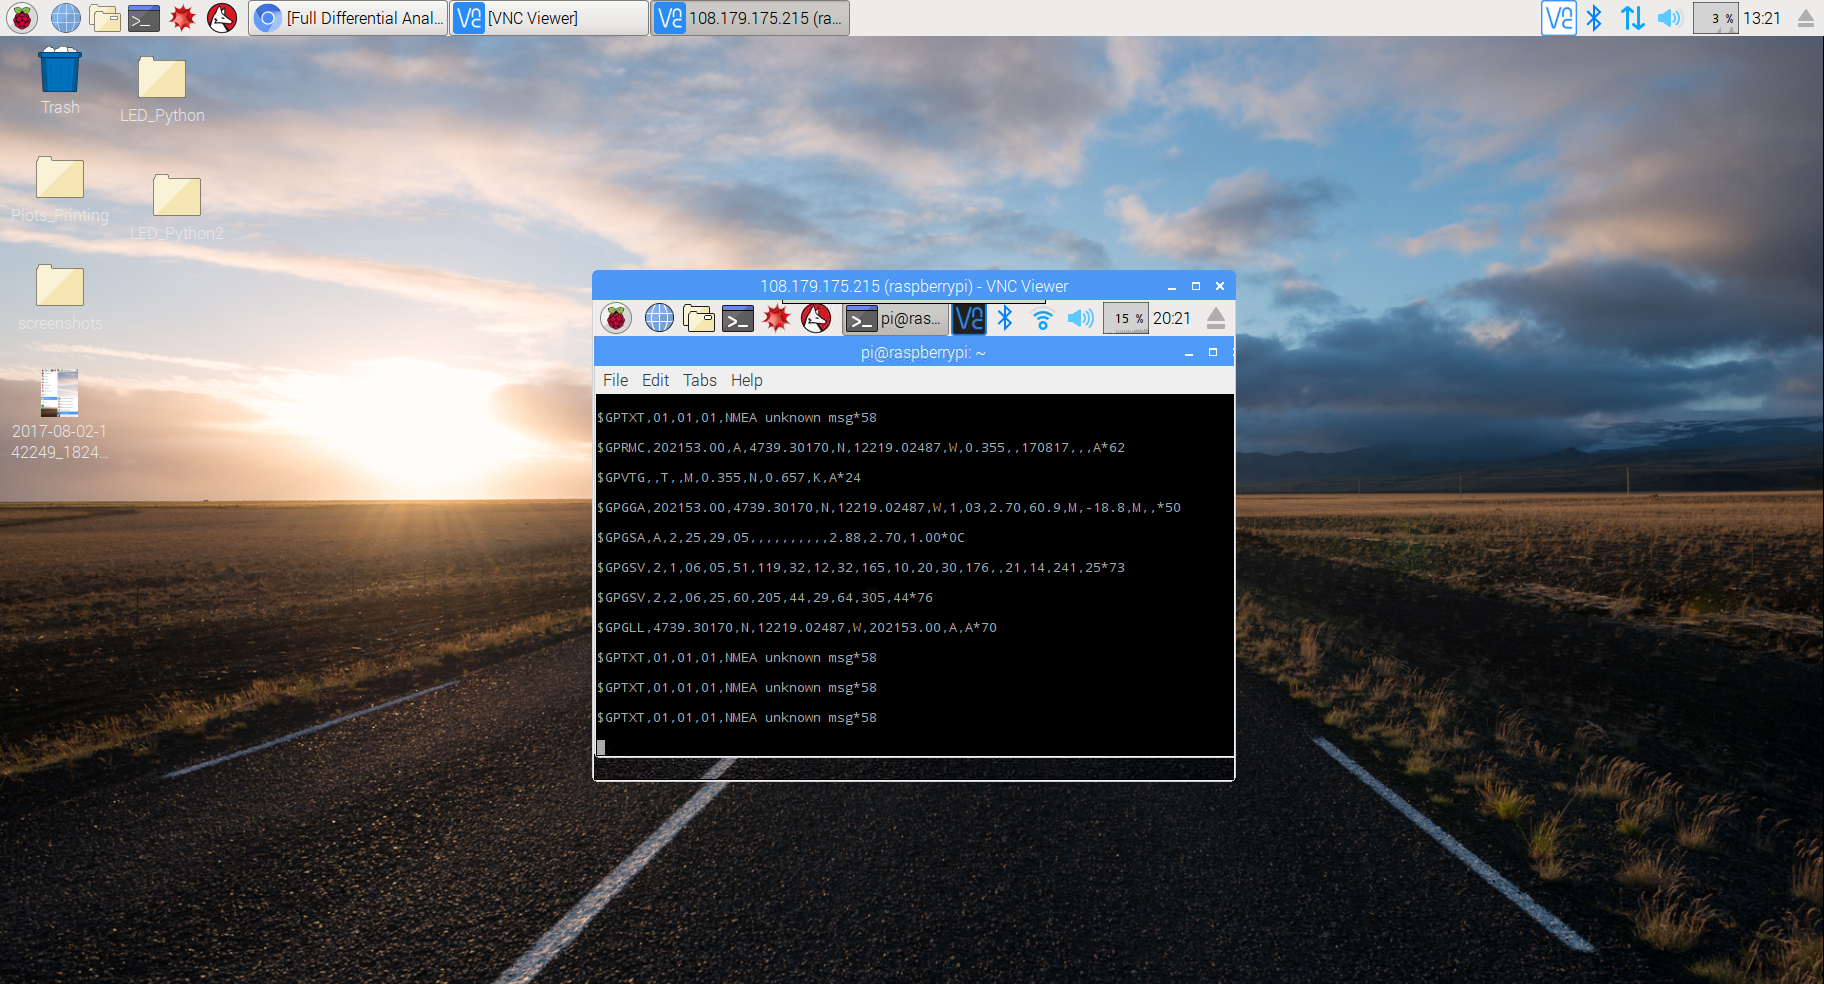 [Full Differential Anal...
[VNC Viewer]
108.179.175.215 (ra...
3 %
13:21
Trash
LED_Python
Plots_Printing
LED_Python2
screenshots
2017-08-02-1
42249_1824...
108.179.175.215 (raspberrypi) - VNC Viewer
pi@ras...
15 %
20:21
pi@raspberrypi: ~
File Edit Tabs Help
$GPTXT,01,01,01,NMEA unknown msg*58
$GPRMC,202153.00,A,4739.30170,N,12219.02487,W,0.355,,170817,,,A*62
$GPVTG,,T,,M,0.355,N,0.657,K,A*24
$GPGGA,202153.00,4739.30170,N,12219.02487,W,1,03,2.70,60.9,M,-18.8,M,,*50
$GPGSA,A,2,25,29,05,,,,,,,,,,2.88,2.70,1.00*0C
$GPGSV,2,1,06,05,51,119,32,12,32,165,10,20,30,176,,21,14,241,25*73
$GPGSV,2,2,06,25,60,205,44,29,64,305,44*76
$GPGLL,4739.30170,N,12219.02487,W,202153.00,A,A*70
$GPTXT,01,01,01,NMEA unknown msg*58
$GPTXT,01,01,01,NMEA unknown msg*58
$GPTXT,01,01,01,NMEA unknown msg*58